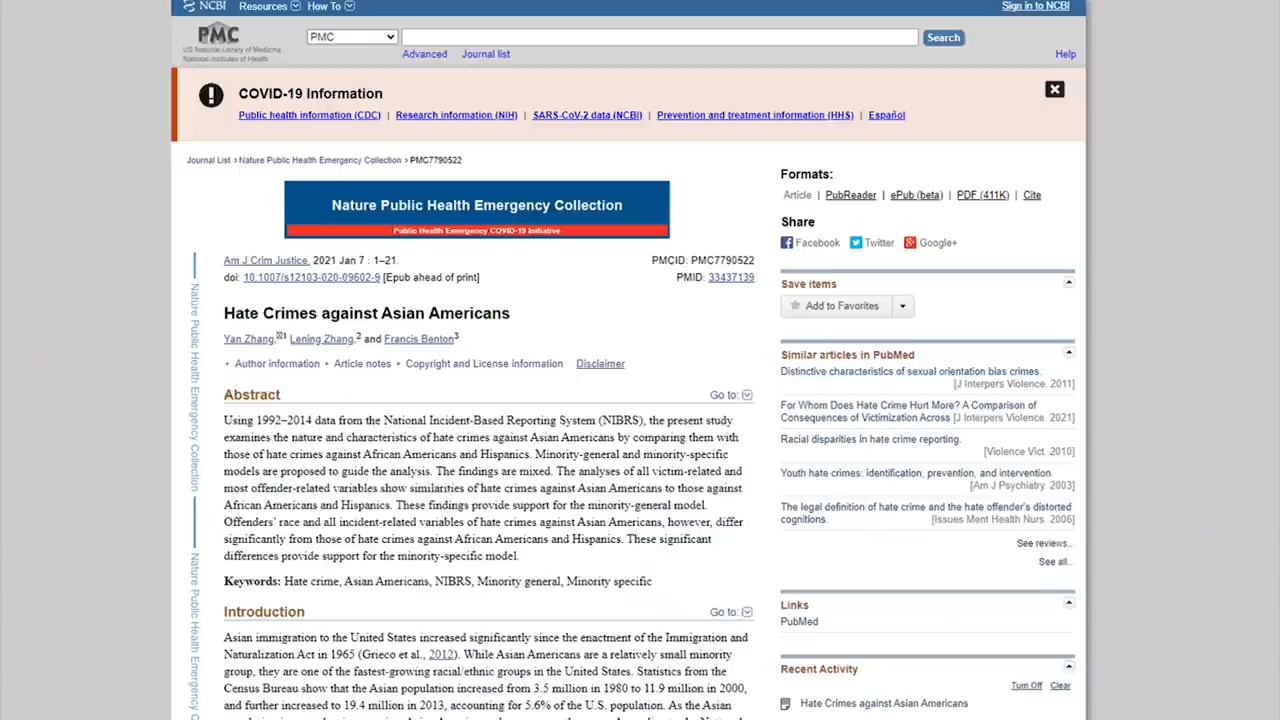 NCBI Resources How To Sign in to NCBI
PMC
US National Library of Medicine
National Institutes of Health
PMC Search
Advanced Journal list Help
COVID-19 Information
Public health information (CDC) | Research information (NIH) | SARS-CoV-2 data (NCBI) | Prevention and treatment information (HHS) | Español
Journal List > Nature Public Health Emergency Collection > PMC7790522
Nature Public Health Emergency Collection
Public Health Emergency COVID-19 Initiative
Am J Crim Justice. 2021 Jan 7 : 1–21.
PMCID: PMC7790522
doi: 10.1007/s12103-020-09602-9 [Epub ahead of print]
PMID: 33437139
Hate Crimes against Asian Americans
Yan Zhang,1 Lening Zhang,2 and Francis Benton3
Author information Article notes Copyright and License information Disclaimer
Abstract Go to:
Using 1992–2014 data from the National Incident-Based Reporting System (NIBRS), the present study
examines the nature and characteristics of hate crimes against Asian Americans by comparing them with
those of hate crimes against African Americans and Hispanics. Minority-general and minority-specific
models are proposed to guide the analysis. The findings are mixed. The analyses of all victim-related and
most offender-related variables show similarities of hate crimes against Asian Americans to those against
African Americans and Hispanics. These findings provide support for the minority-general model.
Offenders’ race and all incident-related variables of hate crimes against Asian Americans, however, differ
significantly from those of hate crimes against African Americans and Hispanics. These significant
differences provide support for the minority-specific model.
Keywords: Hate crime, Asian Americans, NIBRS, Minority general, Minority specific
Introduction Go to:
Asian immigration to the United States increased significantly since the enactment of the Immigration and
Naturalization Act in 1965 (Grieco et al., 2012). While Asian Americans are a relatively small minority
group, they are one of the fastest-growing racial/ethnic groups in the United States. Statistics from the
Census Bureau show that the Asian population increased from 3.5 million in 1980 to 11.9 million in 2000,
and further increased to 19.4 million in 2013, accounting for 5.6% of the U.S. population. As the Asian
Nature Public Health Emergency Collection
Nature Public Health Emergency C
Formats:
Article | PubReader | ePub (beta) | PDF (411K) | Cite
Share
Facebook Twitter Google+
Save items
Add to Favorites
Similar articles in PubMed
Distinctive characteristics of sexual orientation bias crimes.
[J Interpers Violence. 2011]
For Whom Does Hate Crime Hurt More? A Comparison of
Consequences of Victimization Across [J Interpers Violence. 2021]
Racial disparities in hate crime reporting.
[Violence Vict. 2010]
Youth hate crimes: identification, prevention, and intervention.
[Am J Psychiatry. 2003]
The legal definition of hate crime and the hate offender's distorted
cognitions. [Issues Ment Health Nurs. 2006]
See reviews...
See all...
Links
PubMed
Recent Activity
Turn Off Clear
Hate Crimes against Asian Americans